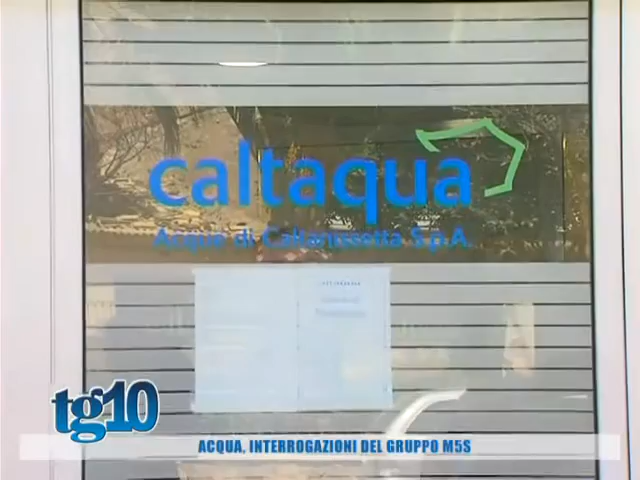 caltaqua
Acque di Caltanissetta S.p.A.
tg10
ACQUA, INTERROGAZIONI DEL GRUPPO M5S